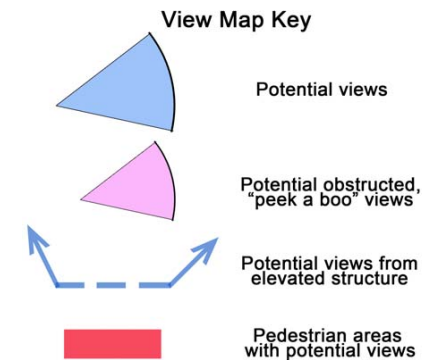 View Map Key
Potential views
Potential obstructed,
“peek a boo” views
Potential views from
elevated structure
Pedestrian areas
with potential views